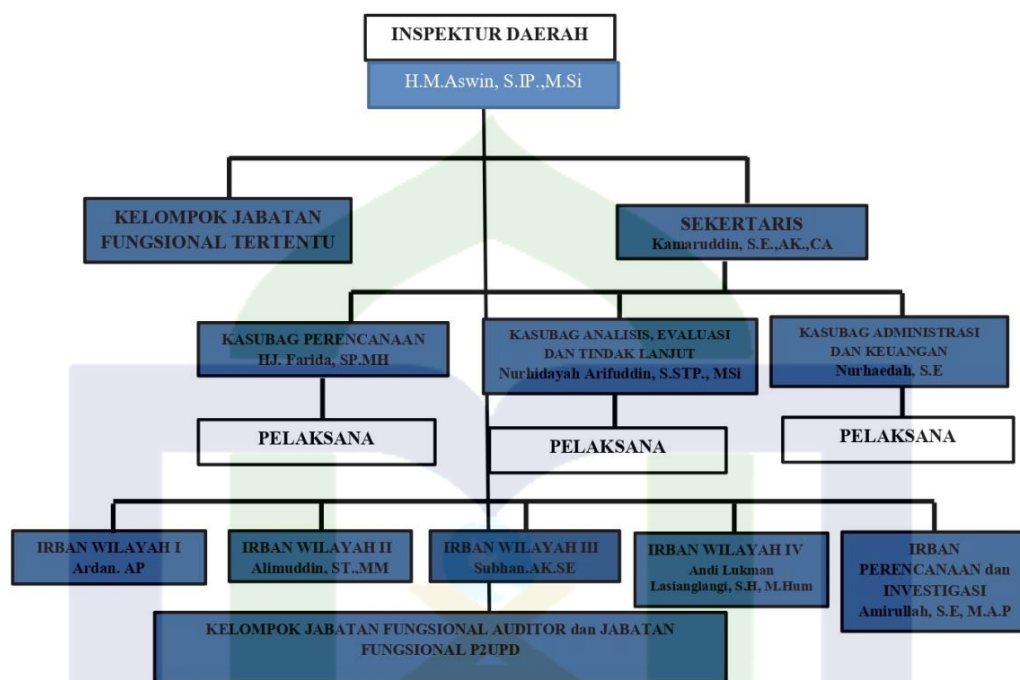 INSPEKTUR DAERAH
H.M.Aswin, S.IP.,M.Si
KELOMPOK JABATAN
FUNGSIONAL TERTENTU
SEKERTARIS
Kamaruddin, S.E.,AK.,CA
KASUBAG PERENCANAAN
HJ. Farida, SP.MH
KASUBAG ANALISIS, EVALUASI
DAN TINDAK LANJUT
Nurhidayah Arifuddin, S.STP., MSi
KASUBAG ADMINISTRASI
DAN KEUANGAN
Nurhaedah, S.E
PELAKSANA
PELAKSANA
PELAKSANA
IRBAN WILAYAH I
Ardan. AP
IRBAN WILAYAH II
Alimuddin, ST.,MM
IRBAN WILAYAH III
Subhan.AK.SE
IRBAN WILAYAH IV
Andi Lukman
Lasianglangi, S.H, M.Hum
IRBAN
PERENCANAAN dan
INVESTIGASI
Amirullah, S.E, M.A.P
KELOMPOK JABATAN FUNGSIONAL AUDITOR dan JABATAN
FUNGSIONAL P2UPD